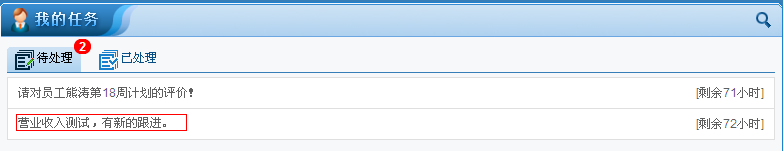 我的任务
待处理 2 已处理
请对员工能涛第18周计划的评价! [剩余71小时]
营业收入测试，有新的跟进。 [剩余72小时]